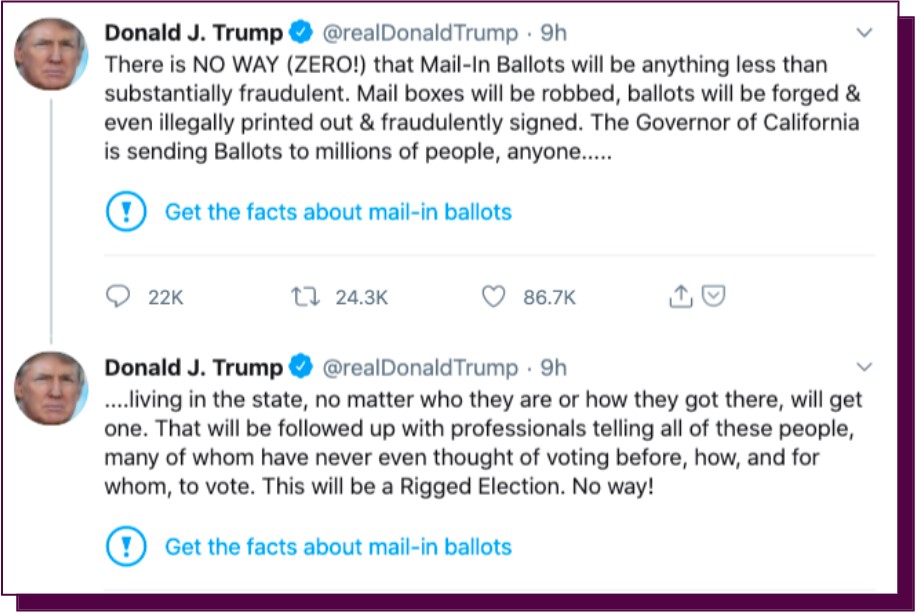 Donald J. Trump @realDonaldTrump · 9h
There is NO WAY (ZERO!) that Mail-In Ballots will be anything less than
substantially fraudulent. Mail boxes will be robbed, ballots will be forged &
even illegally printed out & fraudulently signed. The Governor of California
is sending Ballots to millions of people, anyone.....
Get the facts about mail-in ballots
22K 24.3K 86.7K
Donald J. Trump @realDonaldTrump · 9h
....living in the state, no matter who they are or how they got there, will get
one. That will be followed up with professionals telling all of these people,
many of whom have never even thought of voting before, how, and for
whom, to vote. This will be a Rigged Election. No way!
Get the facts about mail-in ballots